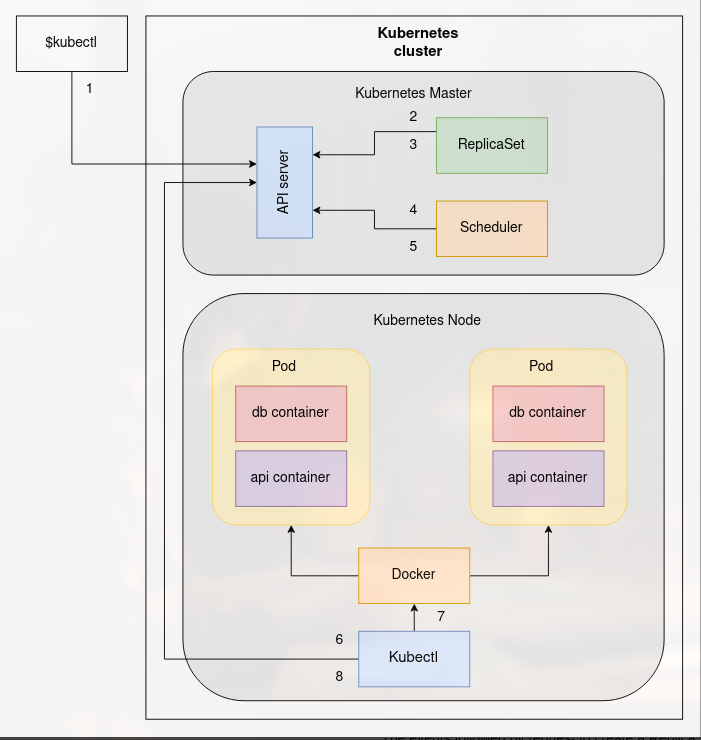 $kubectl
1
Kubernetes
cluster
Kubernetes Master
API server
2
3
ReplicaSet
4
5
Scheduler
Kubernetes Node
Pod
db container
api container
Pod
db container
api container
Docker
7
6
8
Kubectl